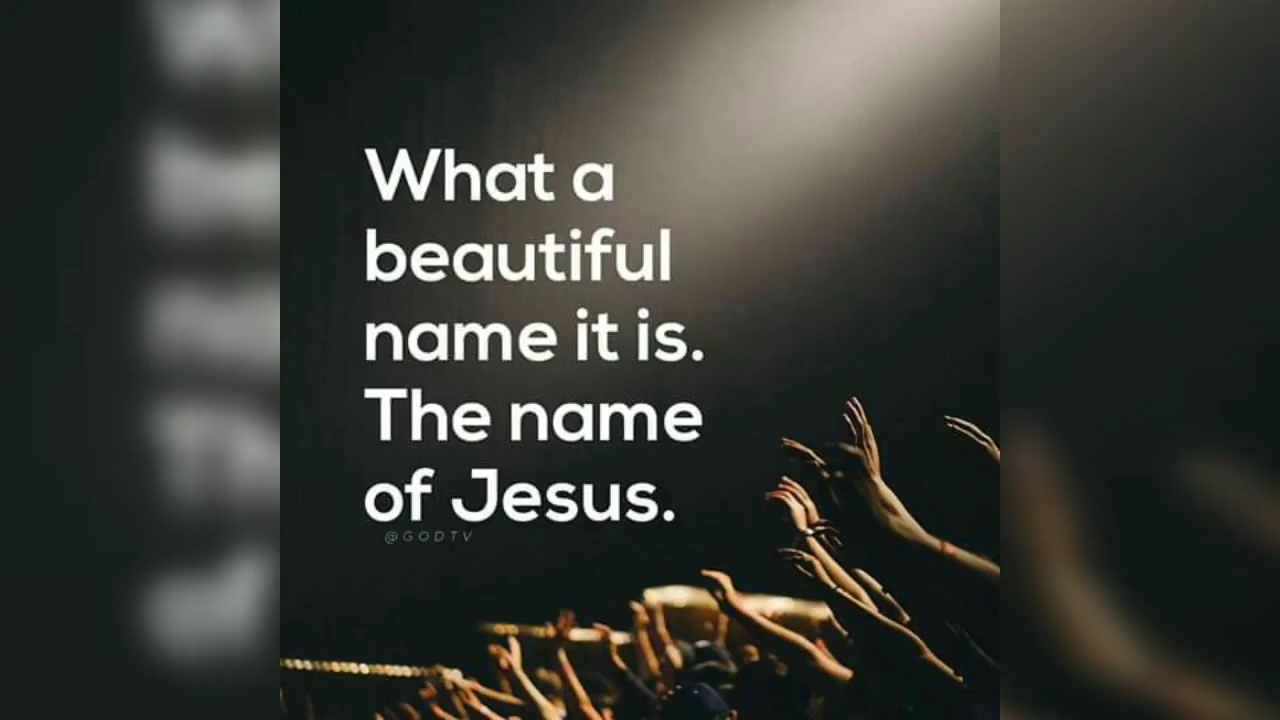 What a
beautiful
name it is.
The name
of Jesus.
@GODTV